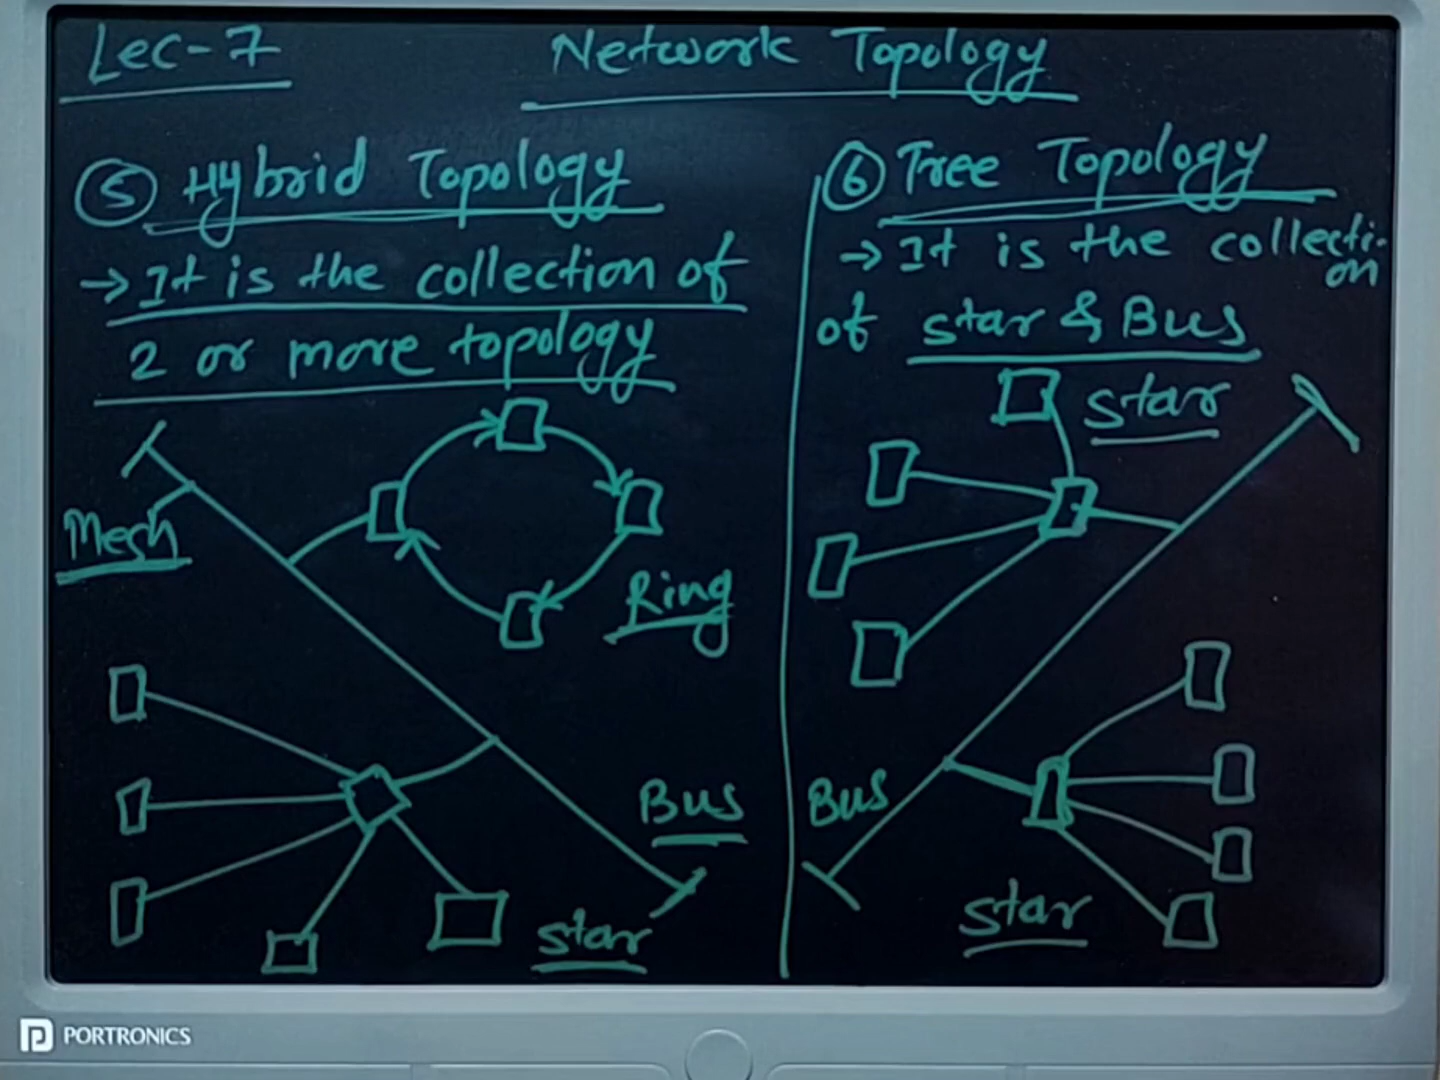 Lec-7
Network Topology
5 Hybrid Topology
→ It is the collection of
2 or more topology
Mesh
Ring
Bus
star
6 Tree Topology
→ It is the collecti-
on
of star & Bus
star
Bus
star
PORTRONICS